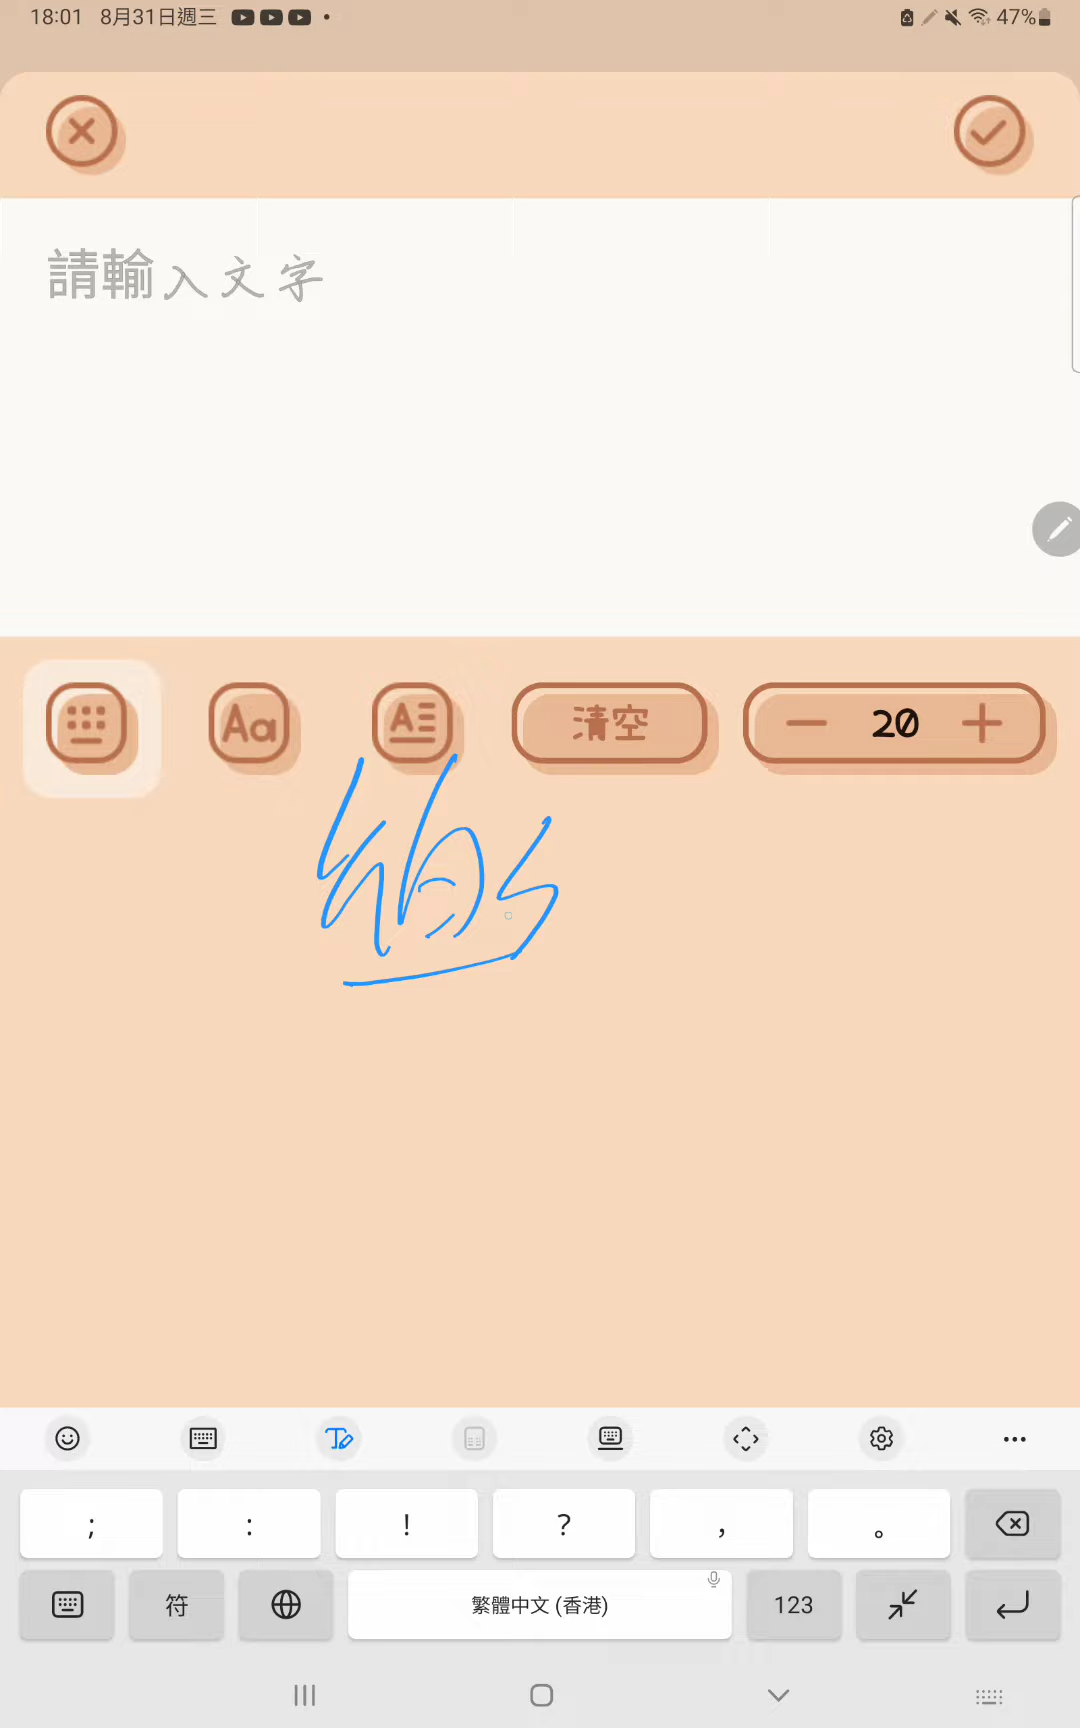 18:01 8月31日週三 47%
請輸入文字
Aa A 清空 20
; : ! ? , 。
符 繁體中文 (香港) 123